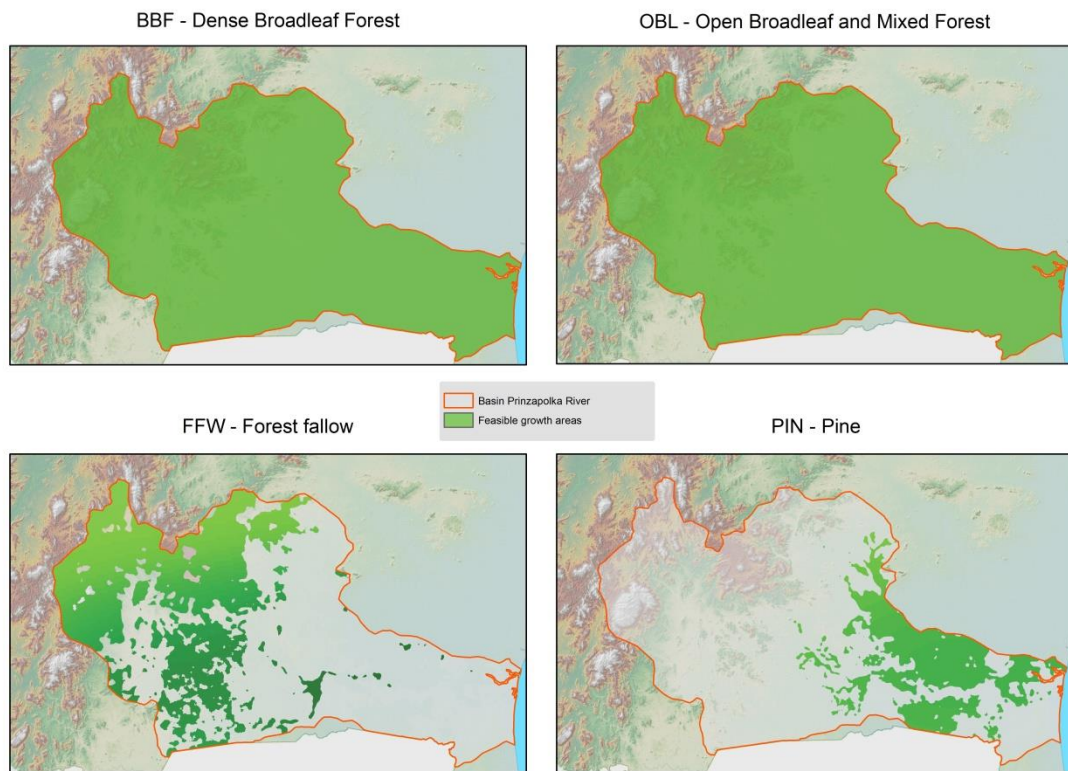 BBF - Dense Broadleaf Forest
OBL - Open Broadleaf and Mixed Forest
Basin Prinzapolka River
Feasible growth areas
FFW - Forest fallow
PIN - Pine